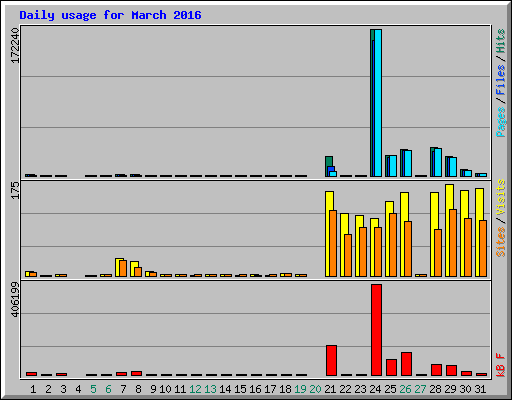 Daily usage for March 2016
172240
Pages/Files/Hits
175
Sites/Visits
406199
kB F
1 2 3 4 5 6 7 8 9 10 11 12 13 14 15 16 17 18 19 20 21 22 23 24 25 26 27 28 29 30 31